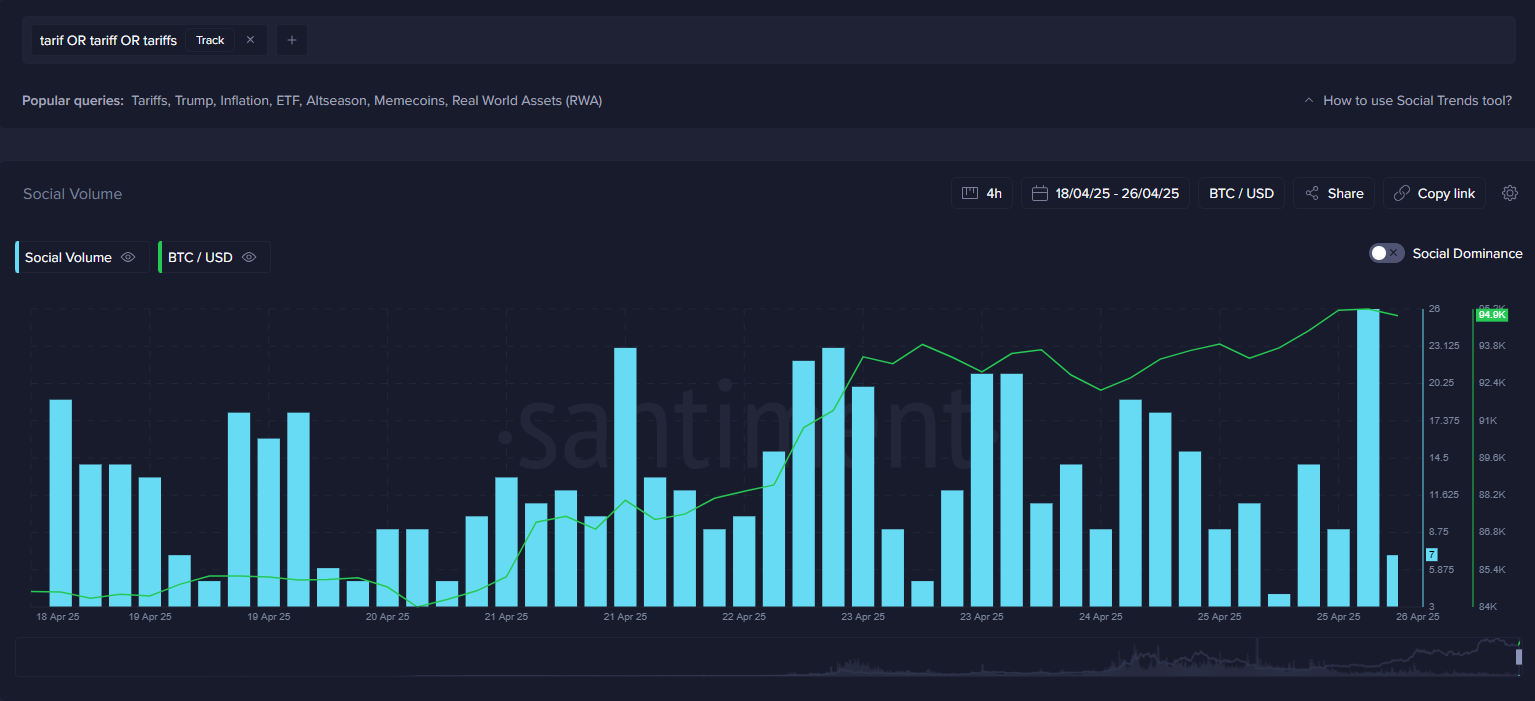 tarif OR tariff OR tariffs Track × +
Popular queries: Tariffs, Trump, Inflation, ETF, Altseason, Memecoins, Real World Assets (RWA)
How to use Social Trends tool?
Social Volume
4h
18/04/25 - 26/04/25
BTC / USD
Share
Copy link
Social Volume
BTC / USD
Social Dominance
·santiment·
26
23.125
20.25
17.375
14.5
11.625
8.75
7
5.875
3
95.2K
94.9K
93.8K
92.4K
91K
89.6K
88.2K
86.8K
85.4K
84K
18 Apr 25 19 Apr 25 19 Apr 25 20 Apr 25 21 Apr 25 21 Apr 25 22 Apr 25 23 Apr 25 23 Apr 25 24 Apr 25 25 Apr 25 25 Apr 25 26 Apr 25